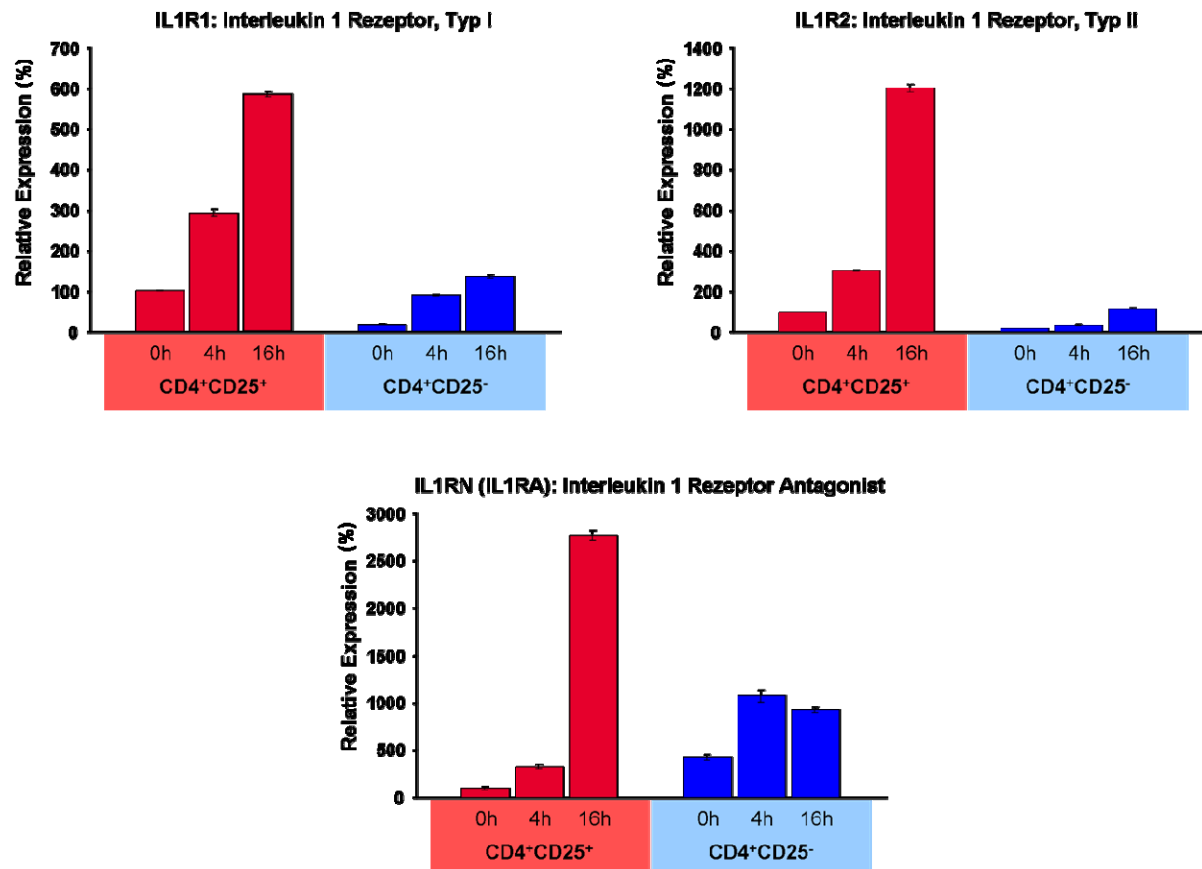 IL1R1: Interleukin 1 Rezeptor, Typ I
Relative Expression (%)
700
600
500
400
300
200
100
0
0h 4h 16h 0h 4h 16h
CD4⁺CD25⁺ CD4⁺CD25⁻
IL1R2: Interleukin 1 Rezeptor, Typ II
Relative Expression (%)
1400
1200
1000
800
600
400
200
0
0h 4h 16h 0h 4h 16h
CD4⁺CD25⁺ CD4⁺CD25⁻
IL1RN (IL1RA): Interleukin 1 Rezeptor Antagonist
Relative Expression (%)
3000
2500
2000
1500
1000
500
0
0h 4h 16h 0h 4h 16h
CD4⁺CD25⁺ CD4⁺CD25⁻